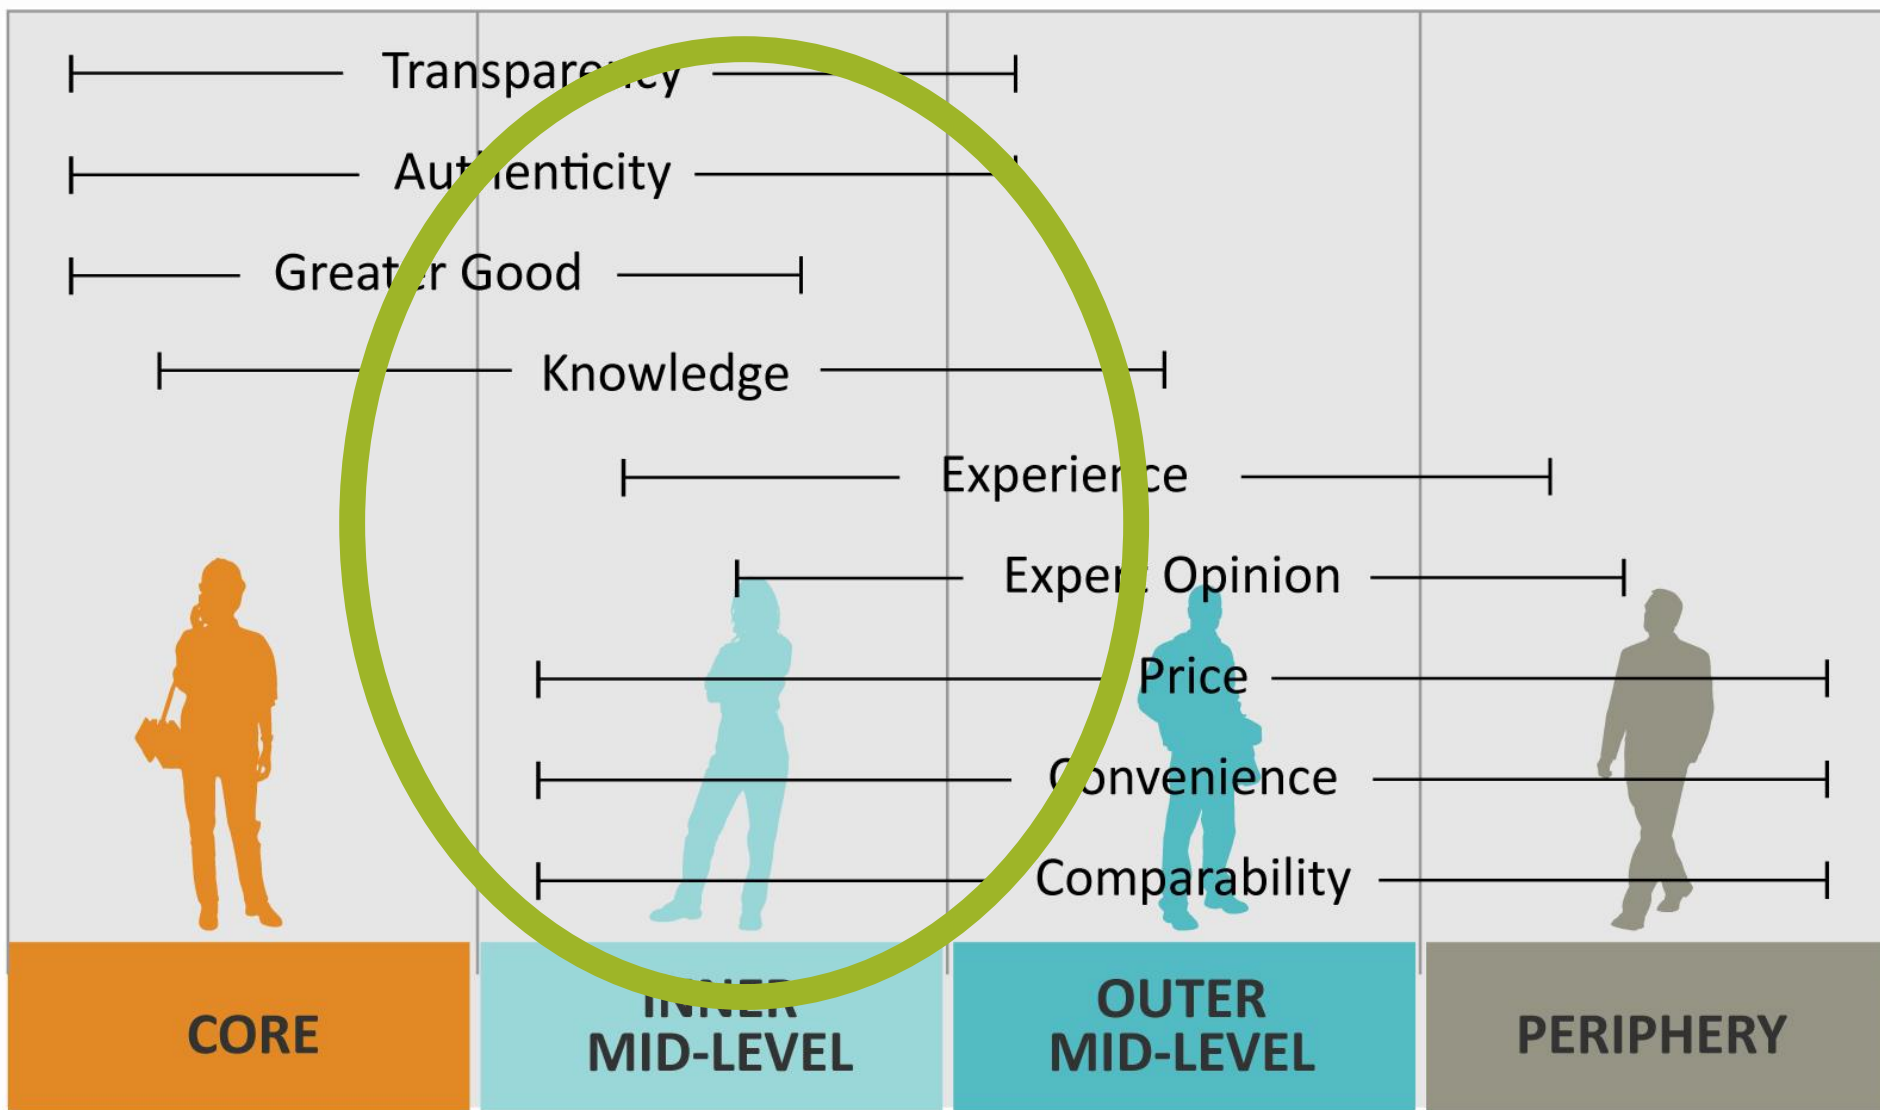 Transparency
Authenticity
Greater Good
Knowledge
Experience
Expert Opinion
Price
Convenience
Comparability
CORE
INNER
MID-LEVEL
OUTER
MID-LEVEL
PERIPHERY